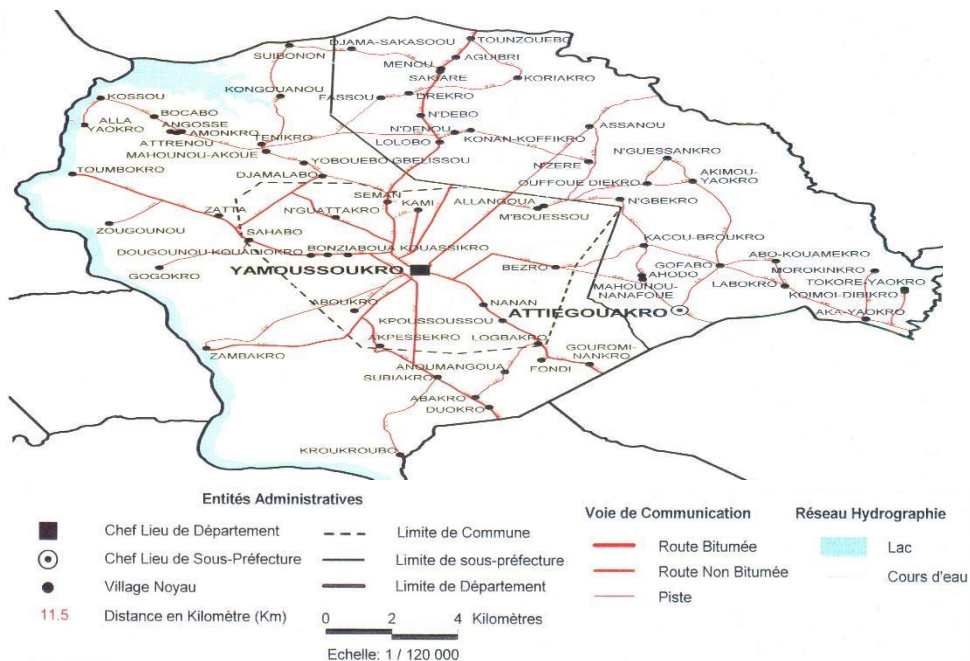 DJAMA-SAKASOOU
TOUNZOUEBO
SUIBONON
AGUIBRI
MENOU
SAKIARE
KORIAKRO
KOSSOU
KONGOUANOU
FASSOU
DREKRO
BOCABO
N'DEBO
ALLA
YAOKRO
ANGOSSE
AMONKRO
ASSANOU
ATTRENOU
TENIKRO
N'DENOU
KONAN-KOFFIKRO
MAHOUNOU-AKOUE
LOLOBO
N'GUESSANKRO
YOBOUEBO
GBELISSOU
N'ZERE
AKIMOU-
YAOKRO
TOUMBOKRO
DJAMALABO
OUFFOUE DIEKRO
SEMAN
KAMI
ALLANGOUA
N'GBEKRO
ZATTA
N'GUATTAKRO
M'BOUESSOU
ZOUGOUNOU
SAHABO
KACOU-BROUKRO
DOUGOUNOU-KOUADIOKRO
BONZI
ABOUA KOUASSIKRO
ABO-KOUAMEKRO
GOGOKRO
YAMOUSSOUKRO
BEZRO
GOFABO
MOROKINKRO
AHODO
LABOKRO
TOKORE-YAOKRO
MAHOUNOU-
NANAFOUE
KOIMOI-DIBIKRO
ABOUKRO
NANAN
ATTIEGOUAKRO
AKA-YAOKRO
KPOUSSOUSSOU
LOGBAKRO
AKPESSEKRO
GOUROMI-
NANKRO
ZAMBAKRO
ANOUMANGOUA
FONDI
SUBIAKRO
ABAKRO
DUOKRO
KROUKROUBO
Entités Administratives
Chef Lieu de Département
Chef Lieu de Sous-Préfecture
Village Noyau
11.5 Distance en Kilomètre (Km)
Limite de Commune
Limite de sous-préfecture
Limite de Département
0 2 4 Kilomètres
Echelle: 1 / 120 000
Voie de Communication
Route Bitumée
Route Non Bitumée
Piste
Réseau Hydrographie
Lac
Cours d'eau